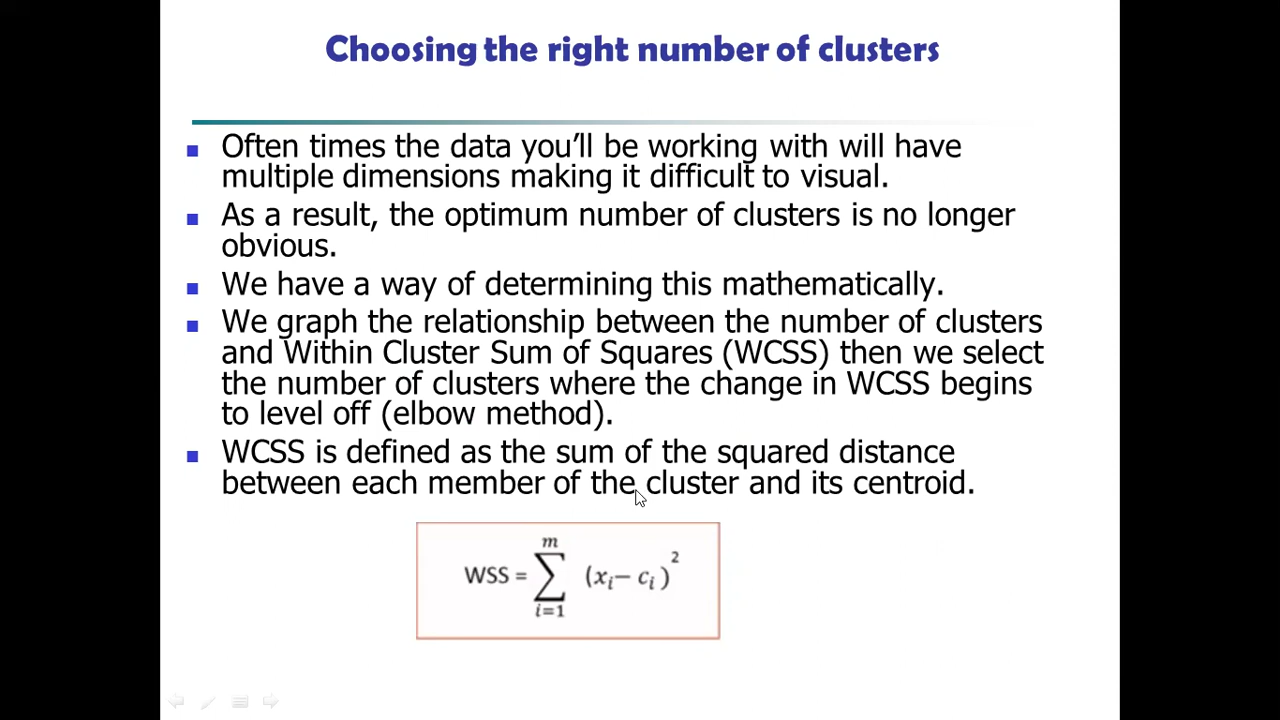 Choosing the right number of clusters
Often times the data you'll be working with will have
multiple dimensions making it difficult to visual.
As a result, the optimum number of clusters is no longer
obvious.
We have a way of determining this mathematically.
We graph the relationship between the number of clusters
and Within Cluster Sum of Squares (WCSS) then we select
the number of clusters where the change in WCSS begins
to level off (elbow method).
WCSS is defined as the sum of the squared distance
between each member of the cluster and its centroid.
m
WSS = ∑ (xᵢ− cᵢ)²
i=1